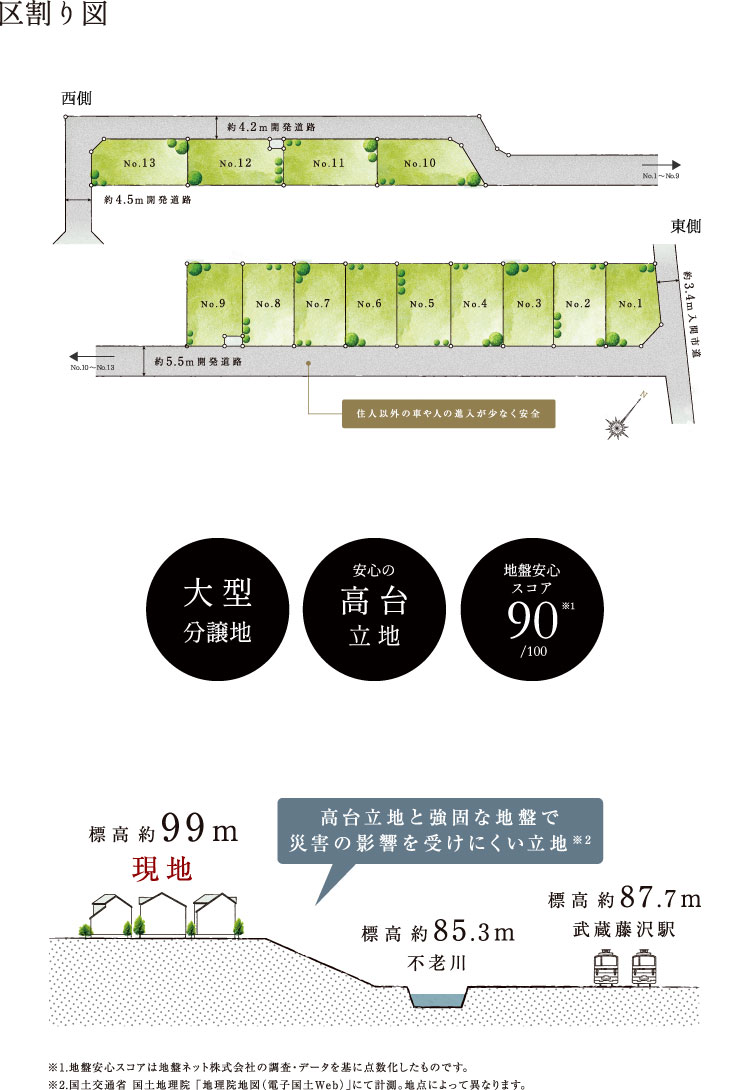 区割り図
西側
約4.2m開発道路
No.13
No.12
No.11
No.10
No.1～No.9
約4.5m開発道路
東側
No.9
No.8
No.7
No.6
No.5
No.4
No.3
No.2
No.1
約3.4m入間市道
約5.5m開発道路
No.10～No.13
住人以外の車や人の進入が少なく安全
N
大型
分譲地
安心の
高台
立地
地盤安心
スコア
90※1
/100
高台立地と強固な地盤で
災害の影響を受けにくい立地※2
標高 約99m
現地
標高 約85.3m
不老川
標高 約87.7m
武蔵藤沢駅
※1.地盤安心スコアは地盤ネット株式会社の調査・データを基に点数化したものです。
※2.国土交通省 国土地理院 「地理院地図（電子国土Web）」にて計測。地点によって異なります。